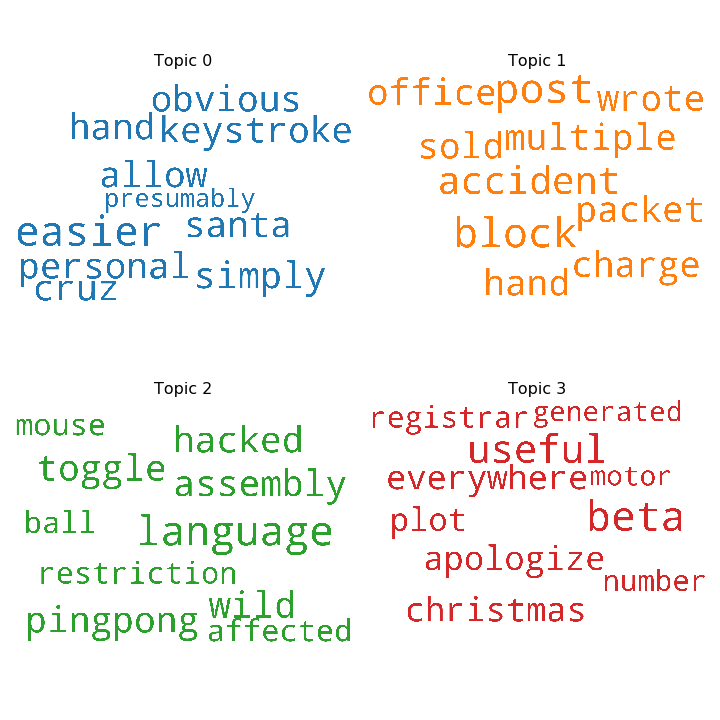 Topic 0
obvious
hand keystroke
allow
presumably
easier santa
personal simply
cruz
Topic 1
office post wrote
sold multiple
accident
packet
block
charge
hand
Topic 2
mouse
hacked
toggle
assembly
ball
language
restriction
wild
pingpong
affected
Topic 3
registrar generated
useful
everywhere motor
plot beta
apologize
number
christmas